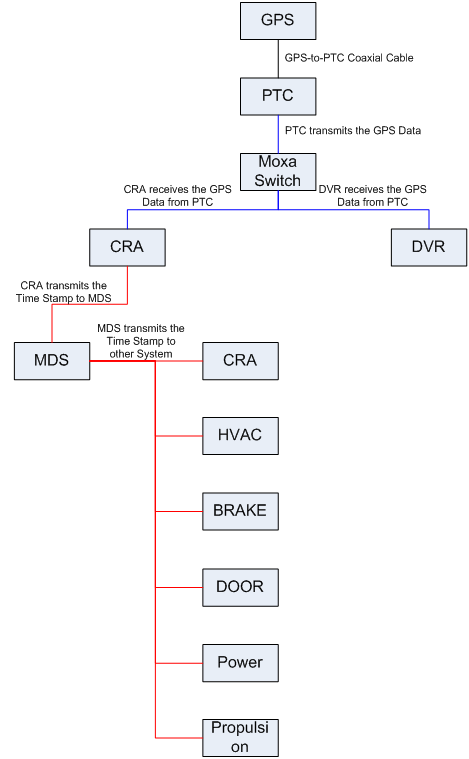 GPS
GPS-to-PTC Coaxial Cable
PTC
PTC transmits the GPS Data
Moxa
Switch
CRA receives the GPS
Data from PTC
DVR receives the GPS
Data from PTC
CRA
DVR
CRA transmits the
Time Stamp to MDS
MDS
MDS transmits the
Time Stamp to
other System
CRA
HVAC
BRAKE
DOOR
Power
Propulsi
on